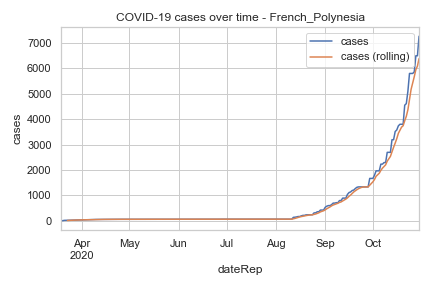 COVID-19 cases over time - French_Polynesia
cases
cases (rolling)
7000
6000
5000
4000
3000
2000
1000
0
cases
Apr May Jun Jul Aug Sep Oct
2020
dateRep